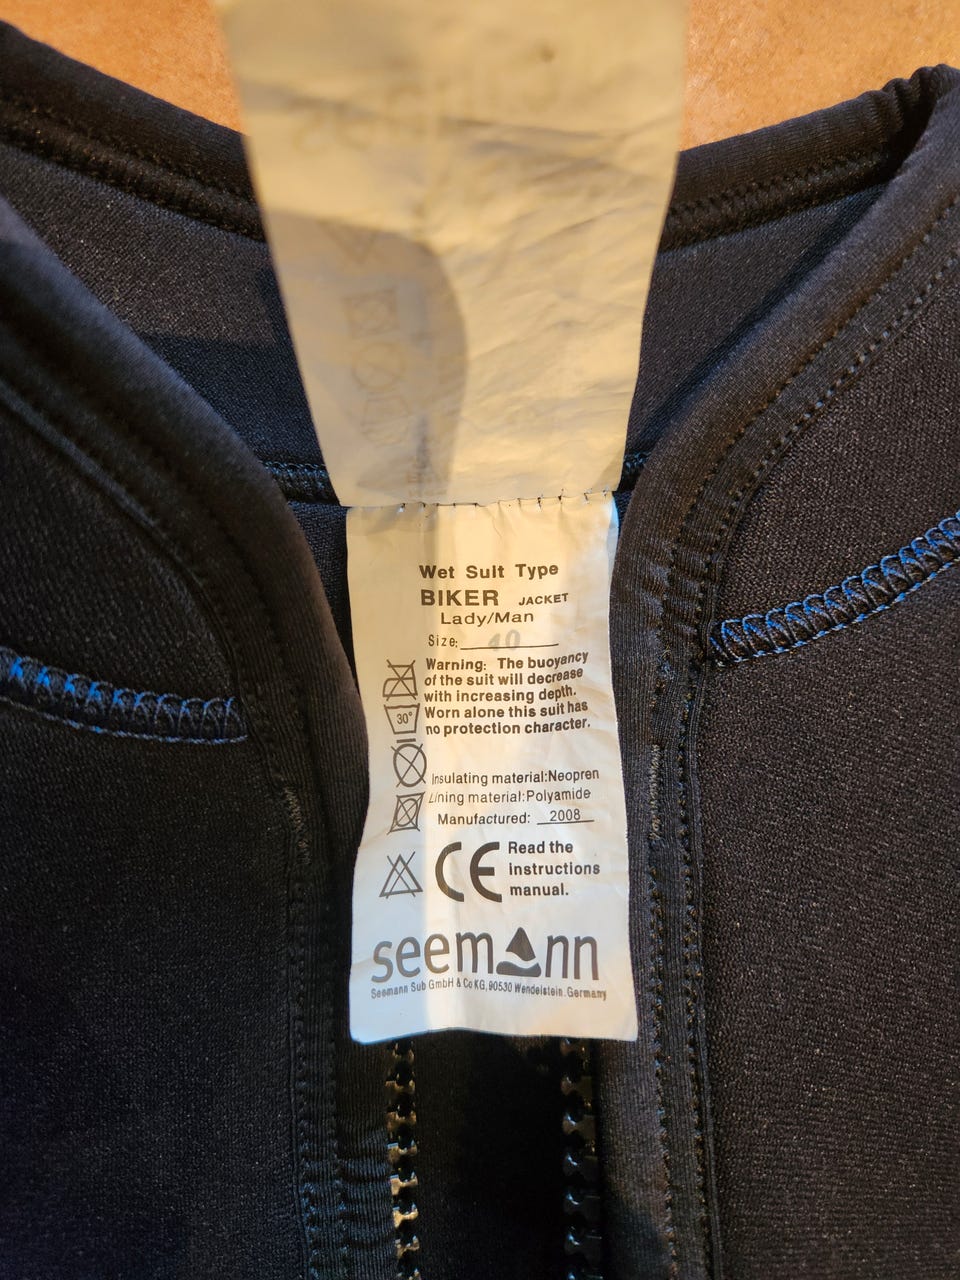 Wet Suit Type
BIKER JACKET
Lady/Man
Size: 40
Warning: The buoyancy
of the suit will decrease
with increasing depth.
Worn alone this suit has
no protection character.
30°
Insulating material:Neopren
Lining material:Polyamide
Manufactured: 2008
CE Read the
instructions
manual.
seemann
Seemann Sub GmbH & Co KG, 90530 Wendelstein.Germany